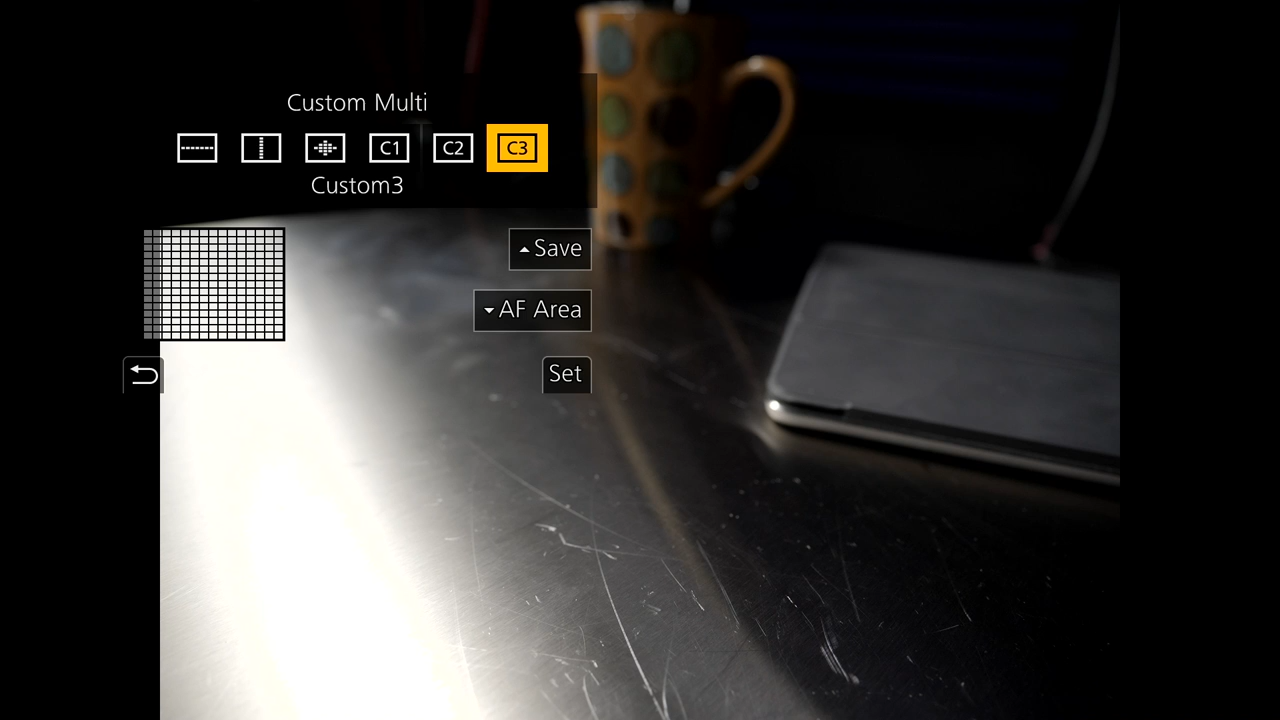 Custom Multi
C1 C2 C3
Custom3
Save
AF Area
Set